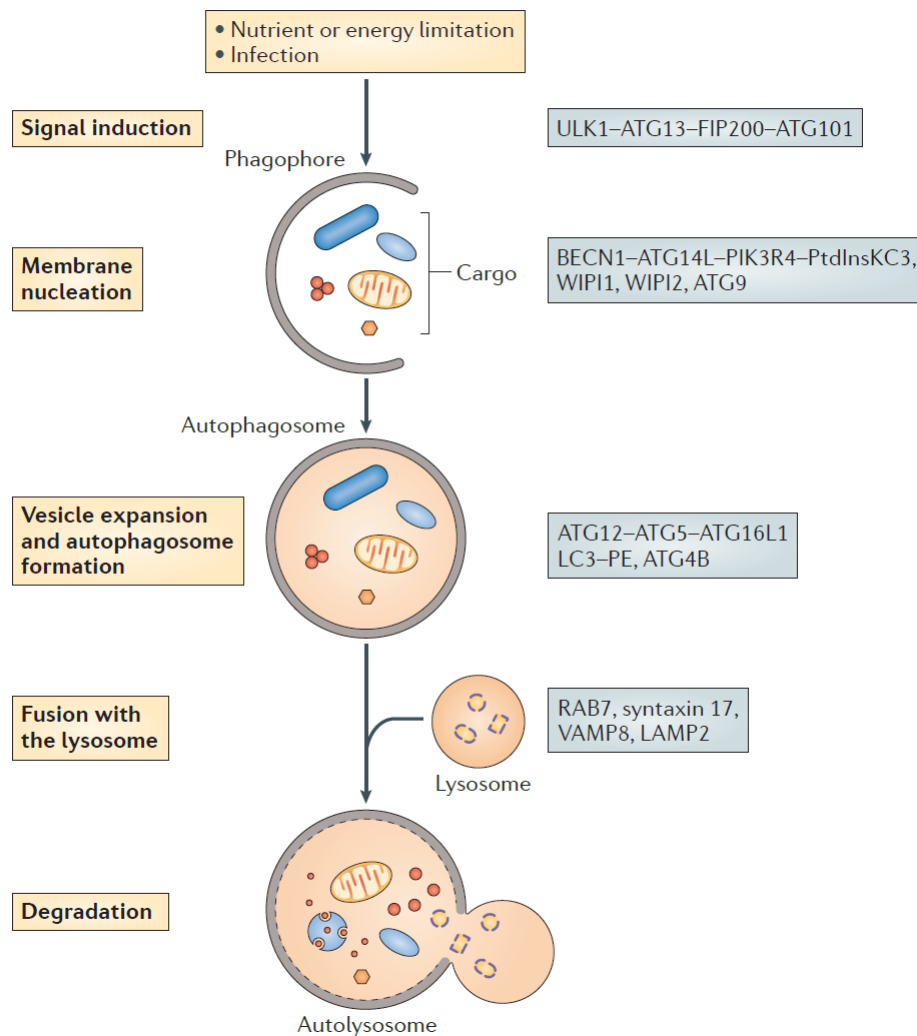 • Nutrient or energy limitation
• Infection
Signal induction
ULK1–ATG13–FIP200–ATG101
Phagophore
Membrane
nucleation
Cargo
BECN1–ATG14L–PIK3R4–PtdInsKC3,
WIPI1, WIPI2, ATG9
Autophagosome
Vesicle expansion
and autophagosome
formation
ATG12–ATG5–ATG16L1
LC3–PE, ATG4B
Fusion with
the lysosome
RAB7, syntaxin 17,
VAMP8, LAMP2
Lysosome
Degradation
Autolysosome